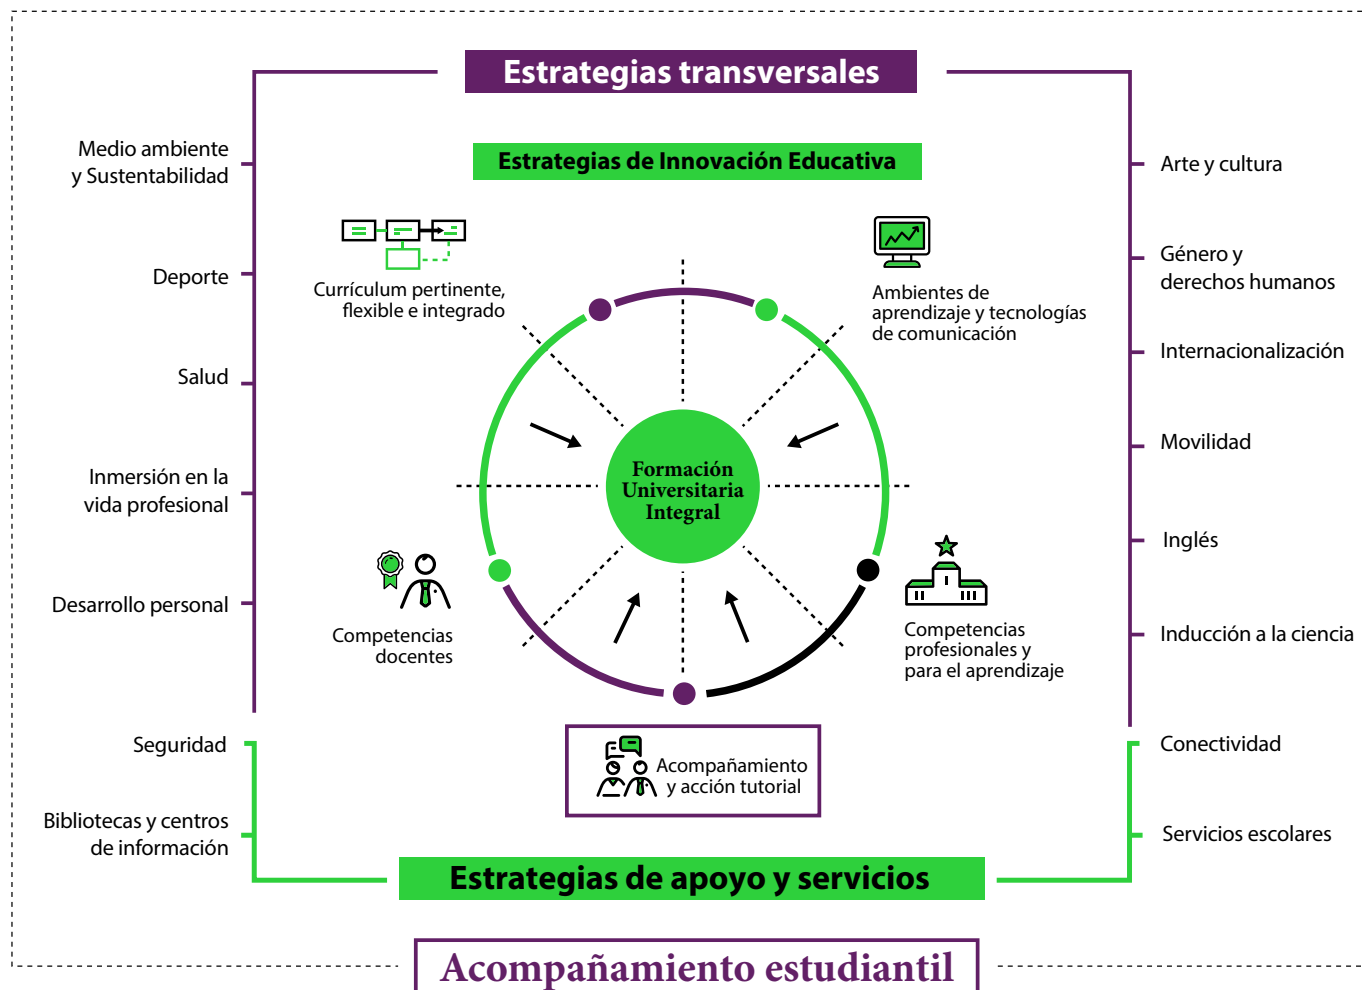 Estrategias transversales
Estrategias de Innovación Educativa
Medio ambiente
y Sustentabilidad
Deporte
Salud
Inmersión en la
vida profesional
Desarrollo personal
Arte y cultura
Género y
derechos humanos
Internacionalización
Movilidad
Inglés
Inducción a la ciencia
Currículum pertinente,
flexible e integrado
Ambientes de
aprendizaje y tecnologías
de comunicación
Formación
Universitaria
Integral
Competencias
docentes
Competencias
profesionales y
para el aprendizaje
Acompañamiento
y acción tutorial
Seguridad
Bibliotecas y centros
de información
Conectividad
Servicios escolares
Estrategias de apoyo y servicios
Acompañamiento estudiantil